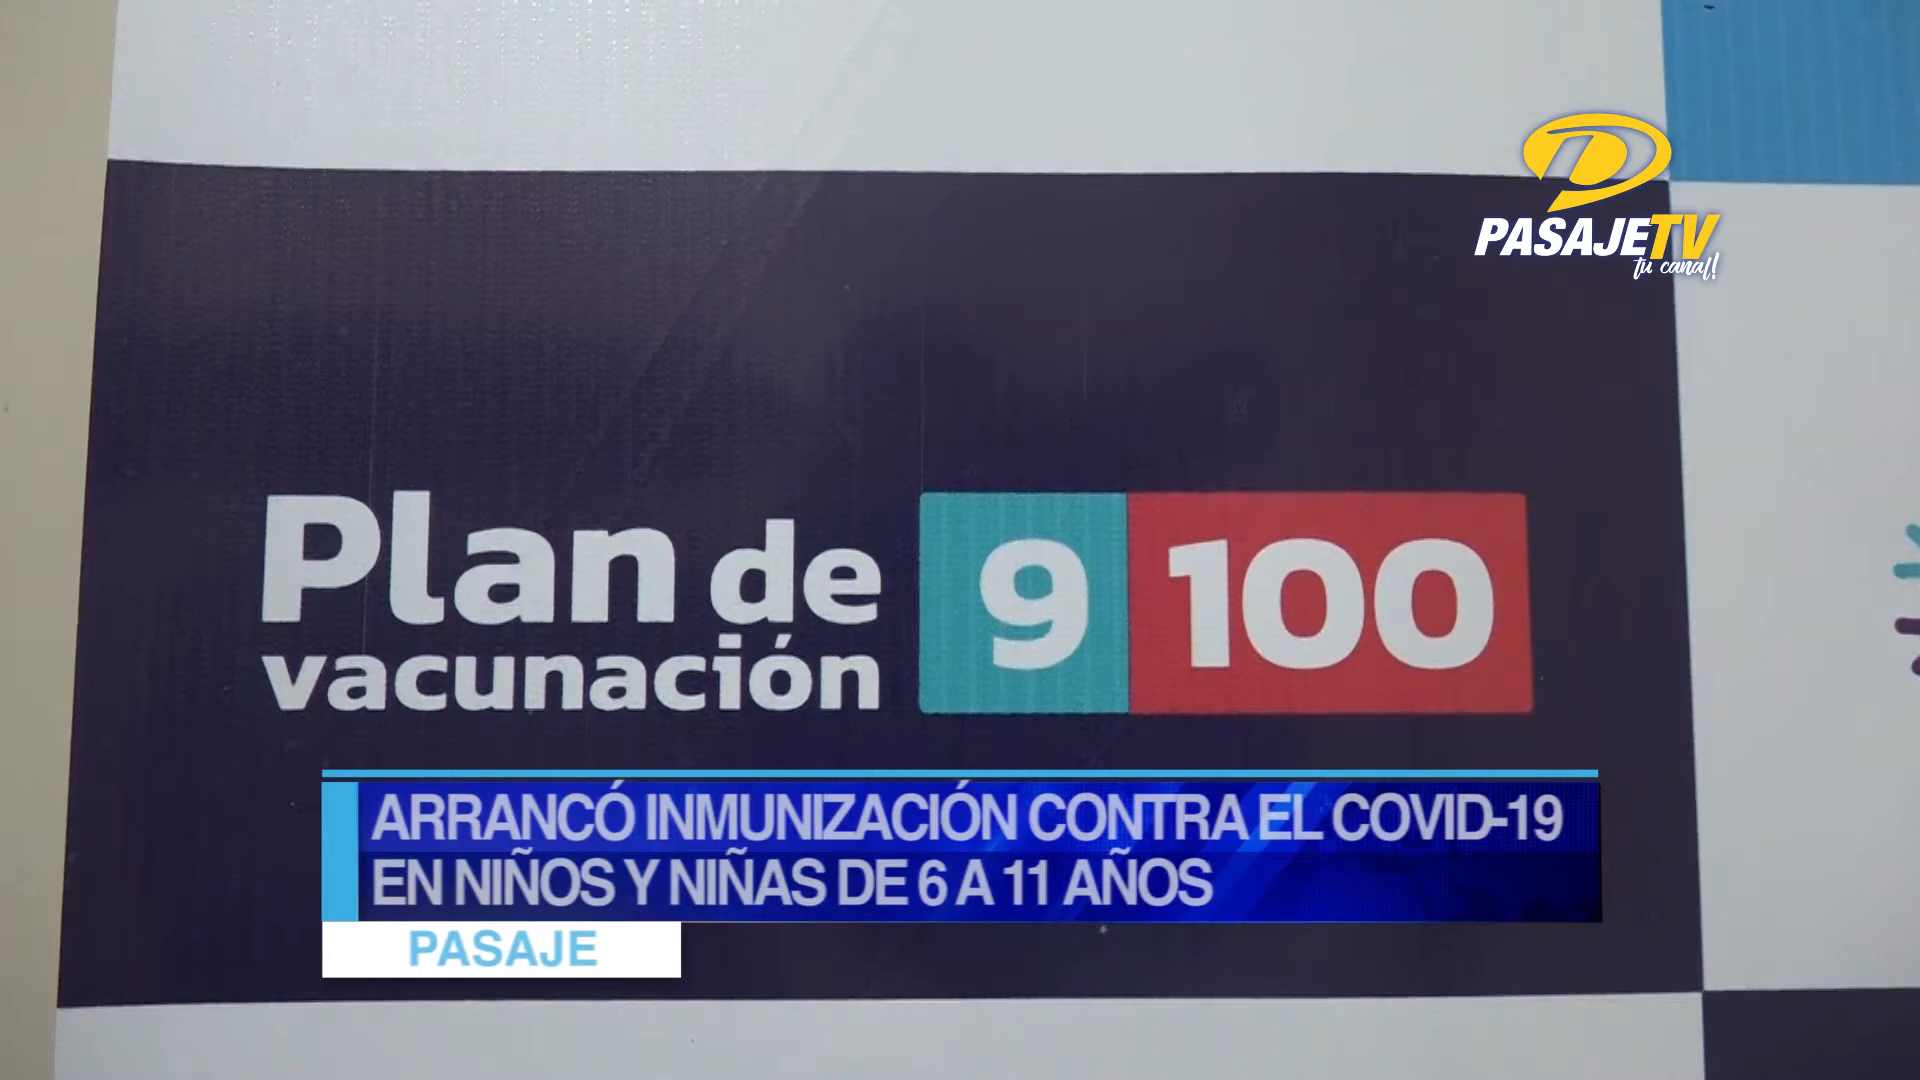 PASAJETV
tu canal!
Plan de 9 100
vacunación
ARRANCÓ INMUNIZACIÓN CONTRA EL COVID-19
EN NIÑOS Y NIÑAS DE 6 A 11 AÑOS
PASAJE